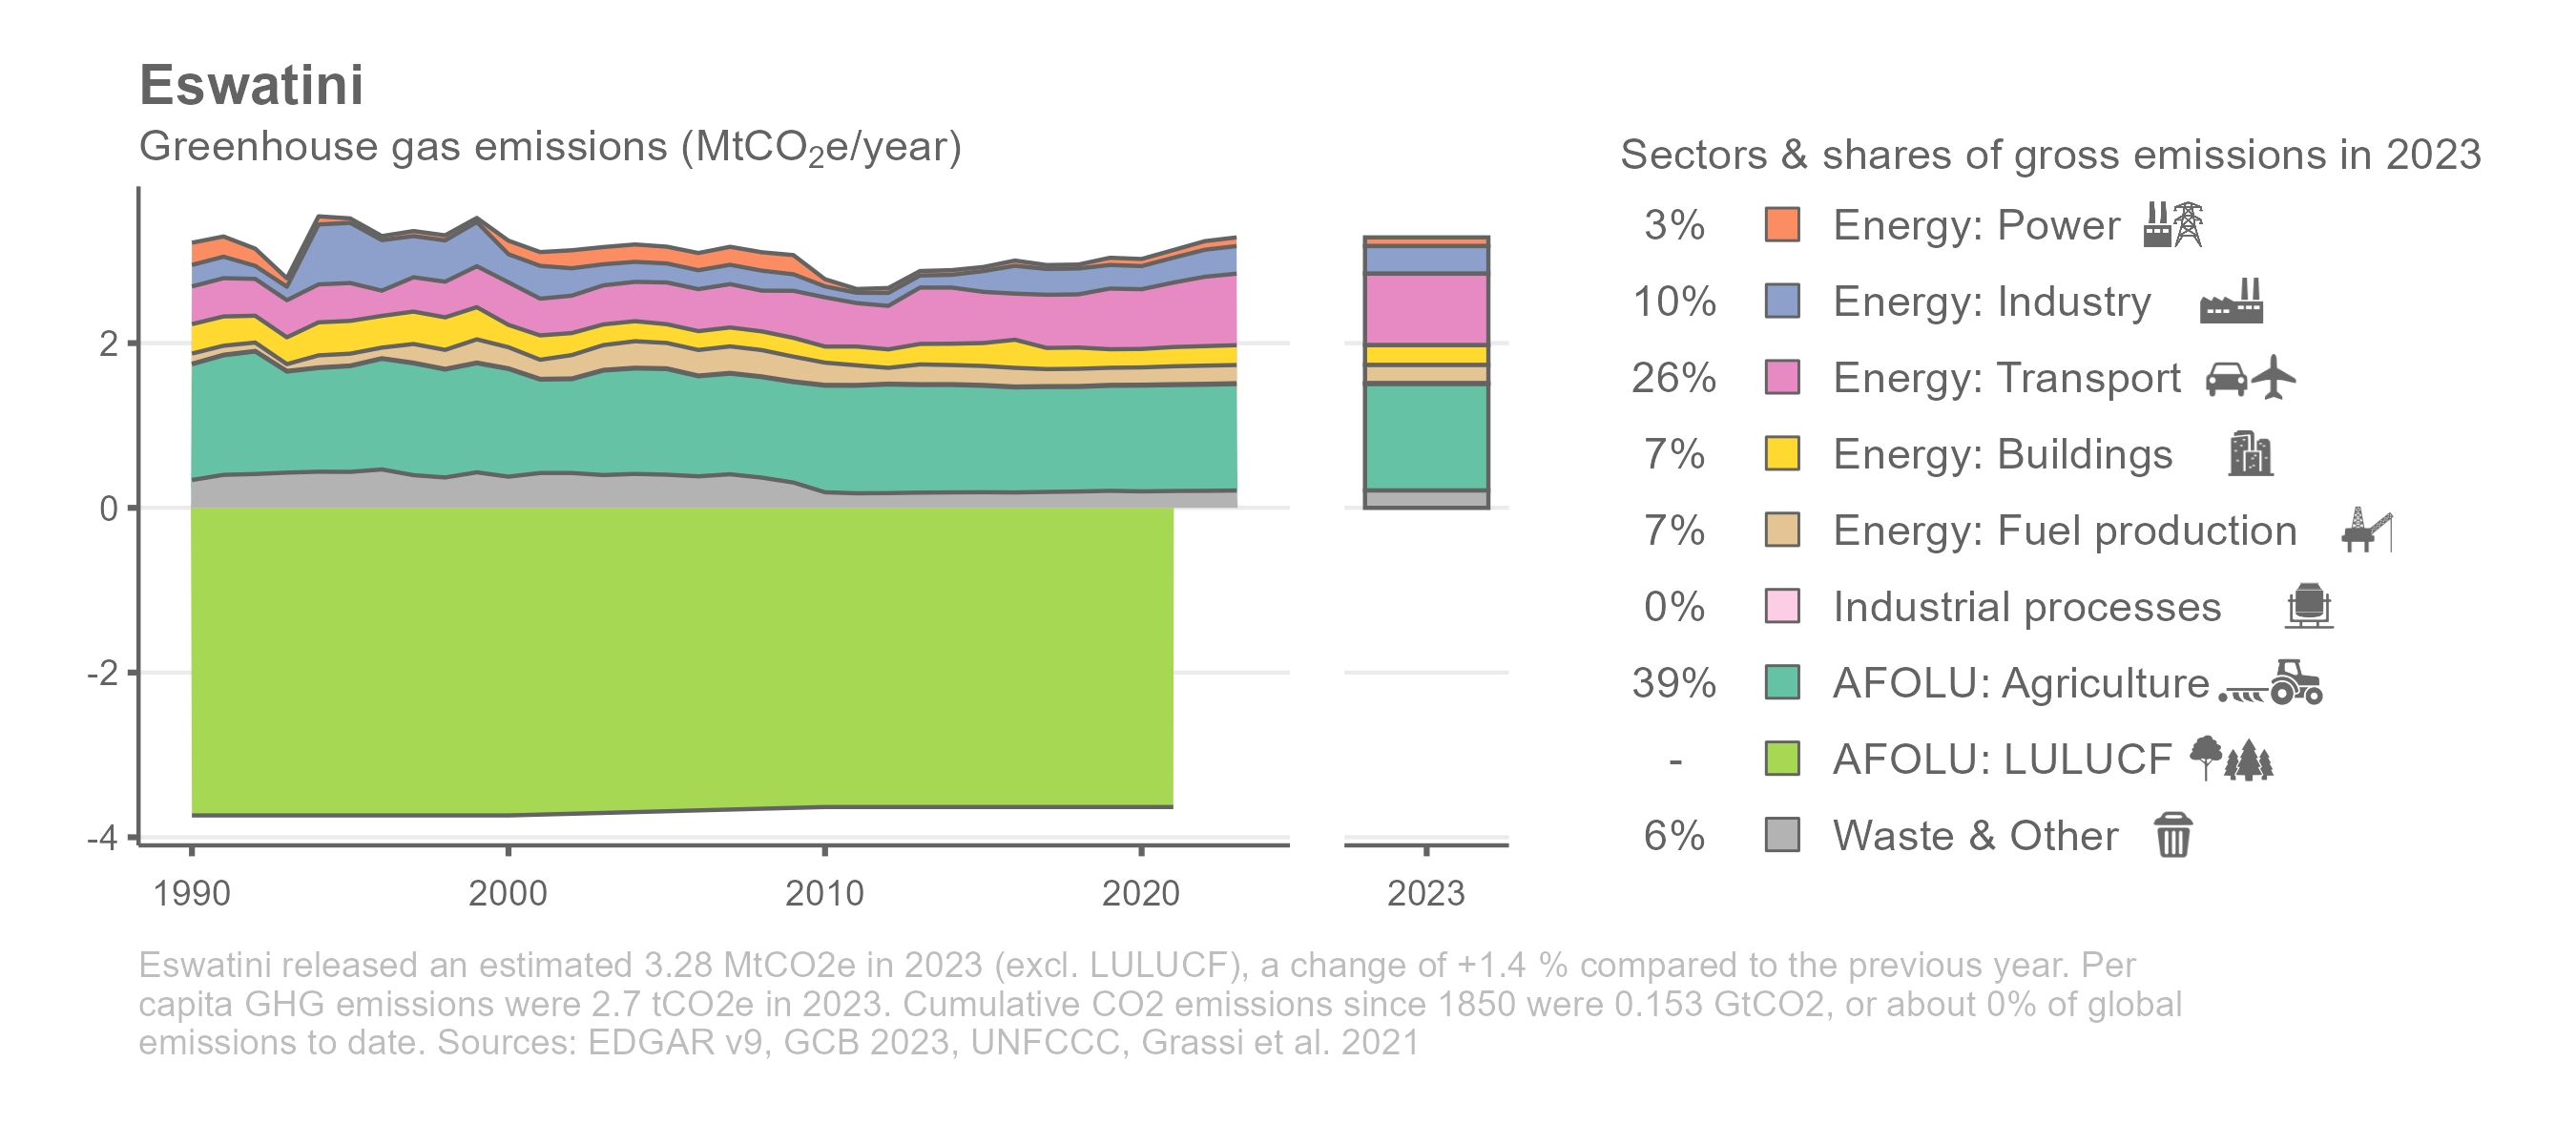 Eswatini
Greenhouse gas emissions (MtCO₂e/year)
Sectors & shares of gross emissions in 2023
3% Energy: Power
10% Energy: Industry
26% Energy: Transport
7% Energy: Buildings
7% Energy: Fuel production
0% Industrial processes
39% AFOLU: Agriculture
- AFOLU: LULUCF
6% Waste & Other
2
0
-2
-4
1990 2000 2010 2020 2023
Eswatini released an estimated 3.28 MtCO2e in 2023 (excl. LULUCF), a change of +1.4 % compared to the previous year. Per
capita GHG emissions were 2.7 tCO2e in 2023. Cumulative CO2 emissions since 1850 were 0.153 GtCO2, or about 0% of global
emissions to date. Sources: EDGAR v9, GCB 2023, UNFCCC, Grassi et al. 2021